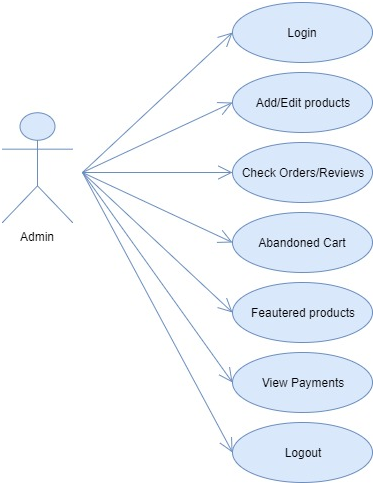 Login
Add/Edit products
Check Orders/Reviews
Admin
Abandoned Cart
Feautered products
View Payments
Logout